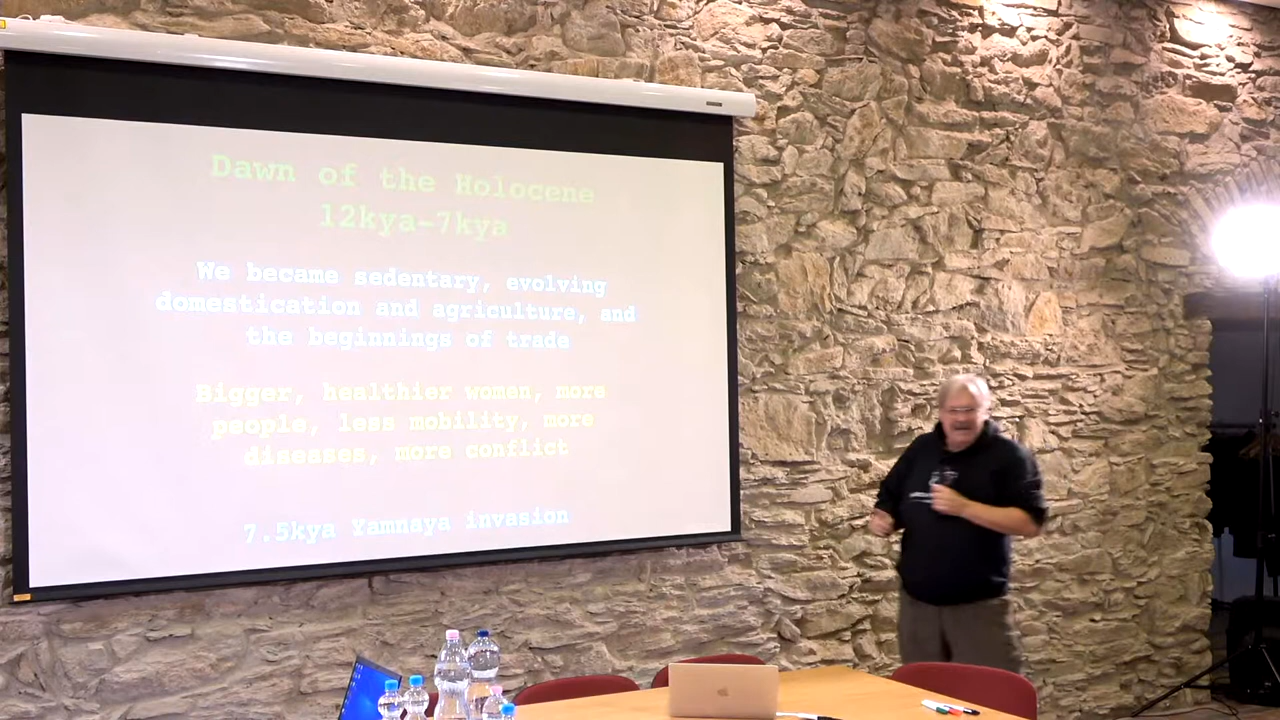 Dawn of the Holocene
12kya-7kya
We became sedentary, evolving
domestication and agriculture, and
the beginnings of trade
Bigger, healthier women, more
people, less mobility, more
diseases, more conflict
7.5kya Yamnaya invasion